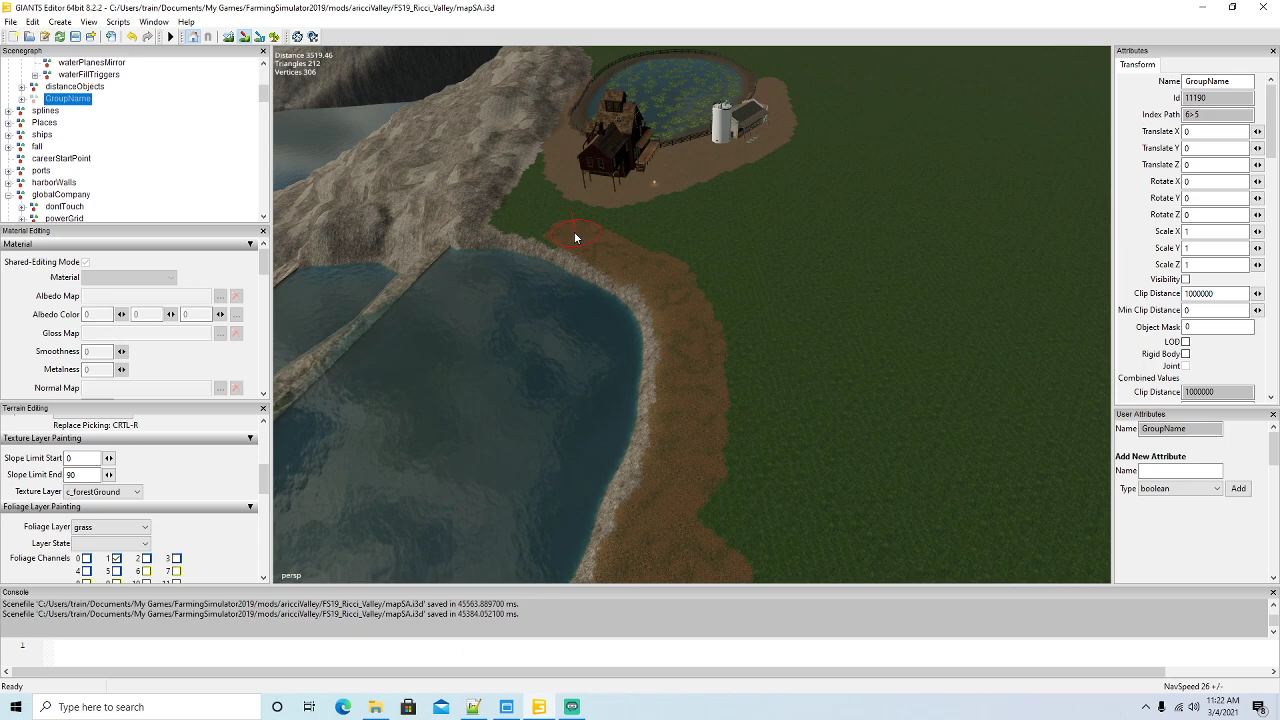 GIANTS Editor 64bit 8.2.2 - C:/Users/train/Documents/My Games/FarmingSimulator2019/mods/aricciValley/FS19_Ricci_Valley/mapSA.i3d
File Edit View Create Scripts Window Help
Scenegraph
waterPlanesMirror
waterFillTriggers
distanceObjects
GroupName
splines
Places
ships
fall
careerStartPoint
ports
harborWalls
globalCompany
dontTouch
powerGrid
Material Editing
Material
Shared-Editing Mode
Material
Albedo Map ...
Albedo Color 0 0 0 ...
Gloss Map ...
Smoothness 0
Metalness 0
Normal Map ...
Terrain Editing
Replace Picking: CRTL-R
Texture Layer Painting
Slope Limit Start 0
Slope Limit End 90
Texture Layer c_forestGround
Foliage Layer Painting
Foliage Layer grass
Layer State
Foliage Channels 0 1 2 3
4 5 6 7
Distance 3519.46
Triangles 212
Vertices 306
persp
Attributes
Transform
Name GroupName
Id 11190
Index Path 6>5
Translate X 0
Translate Y 0
Translate Z 0
Rotate X 0
Rotate Y 0
Rotate Z 0
Scale X 1
Scale Y 1
Scale Z 1
Visibility
Clip Distance 1000000
Min Clip Distance 0
Object Mask 0
LOD
Rigid Body
Joint
Combined Values
Clip Distance 1000000
User Attributes
Name GroupName
Add New Attribute
Name
Type boolean Add
Console
Scenefile 'C:/Users/train/Documents/My Games/FarmingSimulator2019/mods/aricciValley/FS19_Ricci_Valley/mapSA.i3d' saved in 45563.889700 ms.
Scenefile 'C:/Users/train/Documents/My Games/FarmingSimulator2019/mods/aricciValley/FS19_Ricci_Valley/mapSA.i3d' saved in 45384.052100 ms.
1
Ready
NavSpeed 26 +/-
Type here to search
11:22 AM
3/4/2021